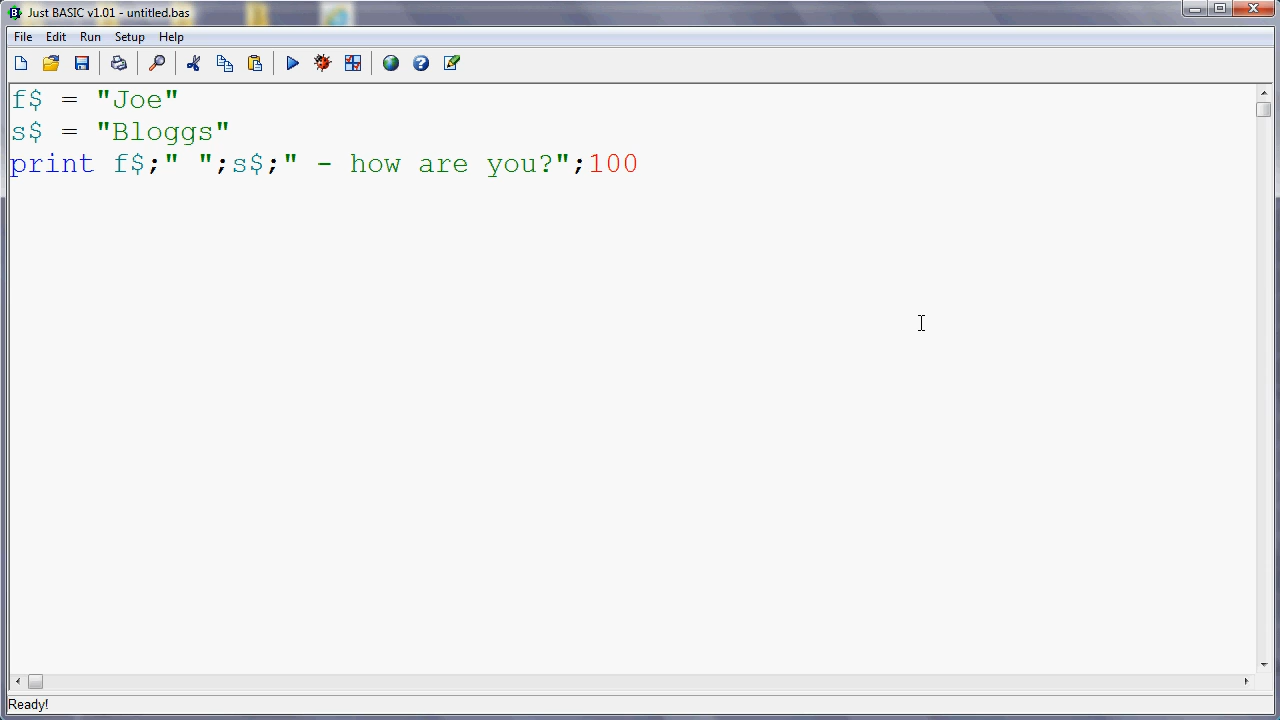 Just BASIC v1.01 - untitled.bas
File Edit Run Setup Help
f$ = "Joe"
s$ = "Bloggs"
print f$;" ";s$;" - how are you?";100
Ready!